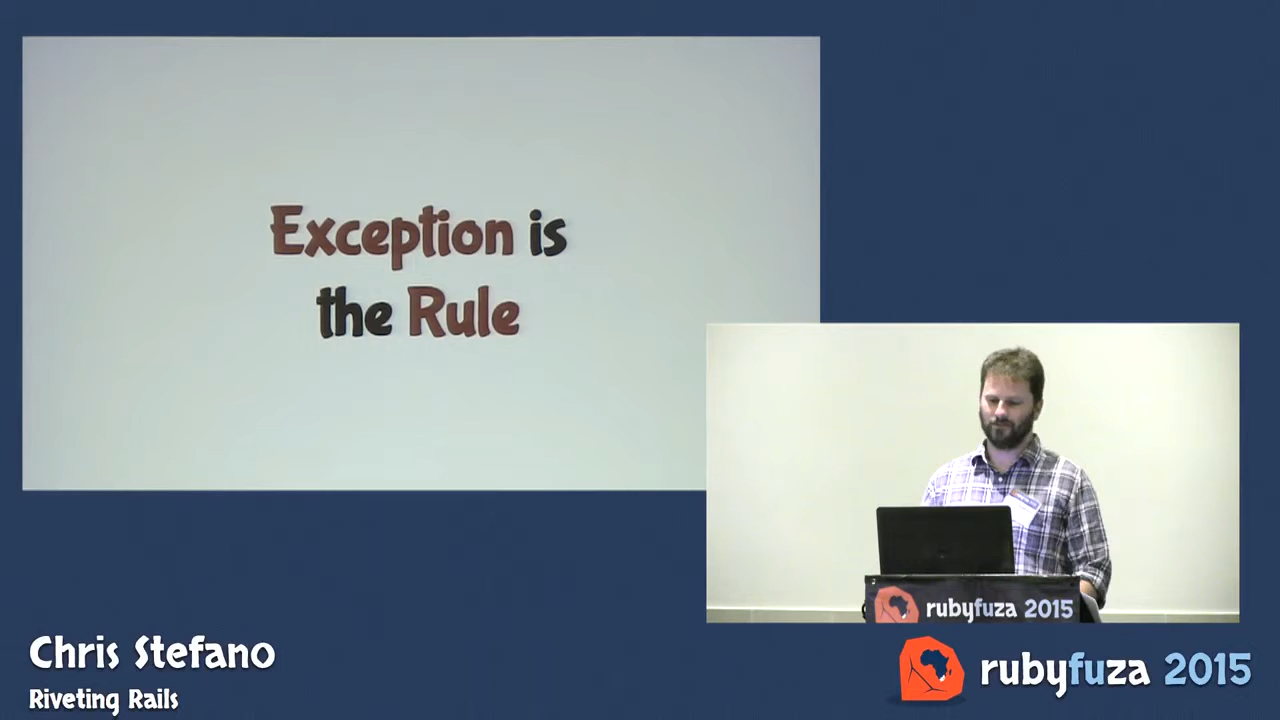 Exception is
the Rule
rubyfuza 2015
Chris Stefano
Riveting Rails
rubyfuza 2015